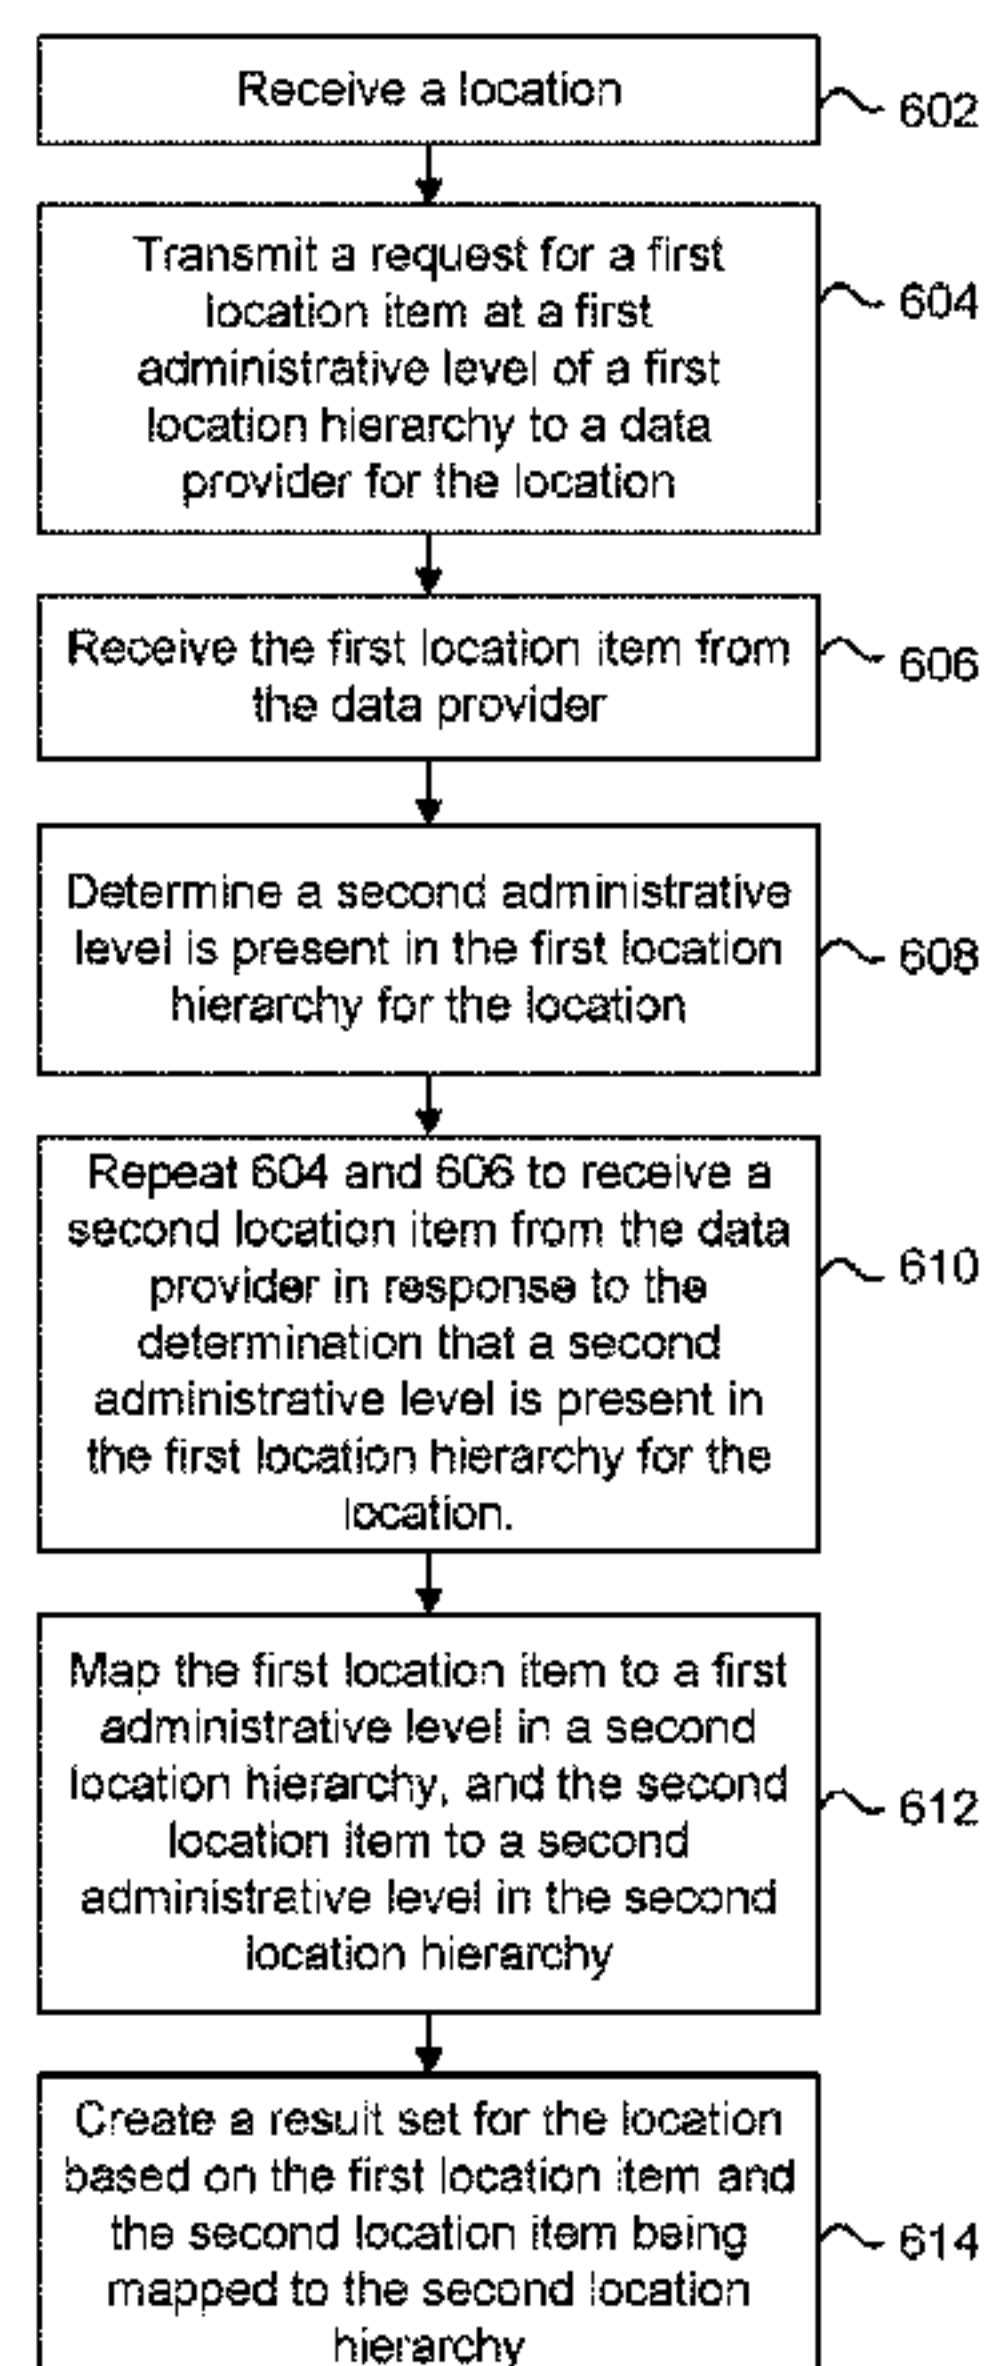 Receive a location
602
Transmit a request for a first
location item at a first
administrative level of a first
location hierarchy to a data
provider for the location
604
Receive the first location item from
the data provider
606
Determine a second administrative
level is present in the first location
hierarchy for the location
608
Repeat 604 and 606 to receive a
second location item from the data
provider in response to the
determination that a second
administrative level is present in
the first location hierarchy for the
location.
610
Map the first location item to a first
administrative level in a second
location hierarchy, and the second
location item to a second
administrative level in the second
location hierarchy
612
Create a result set for the location
based on the first location item and
the second location item being
mapped to the second location
hierarchy
614